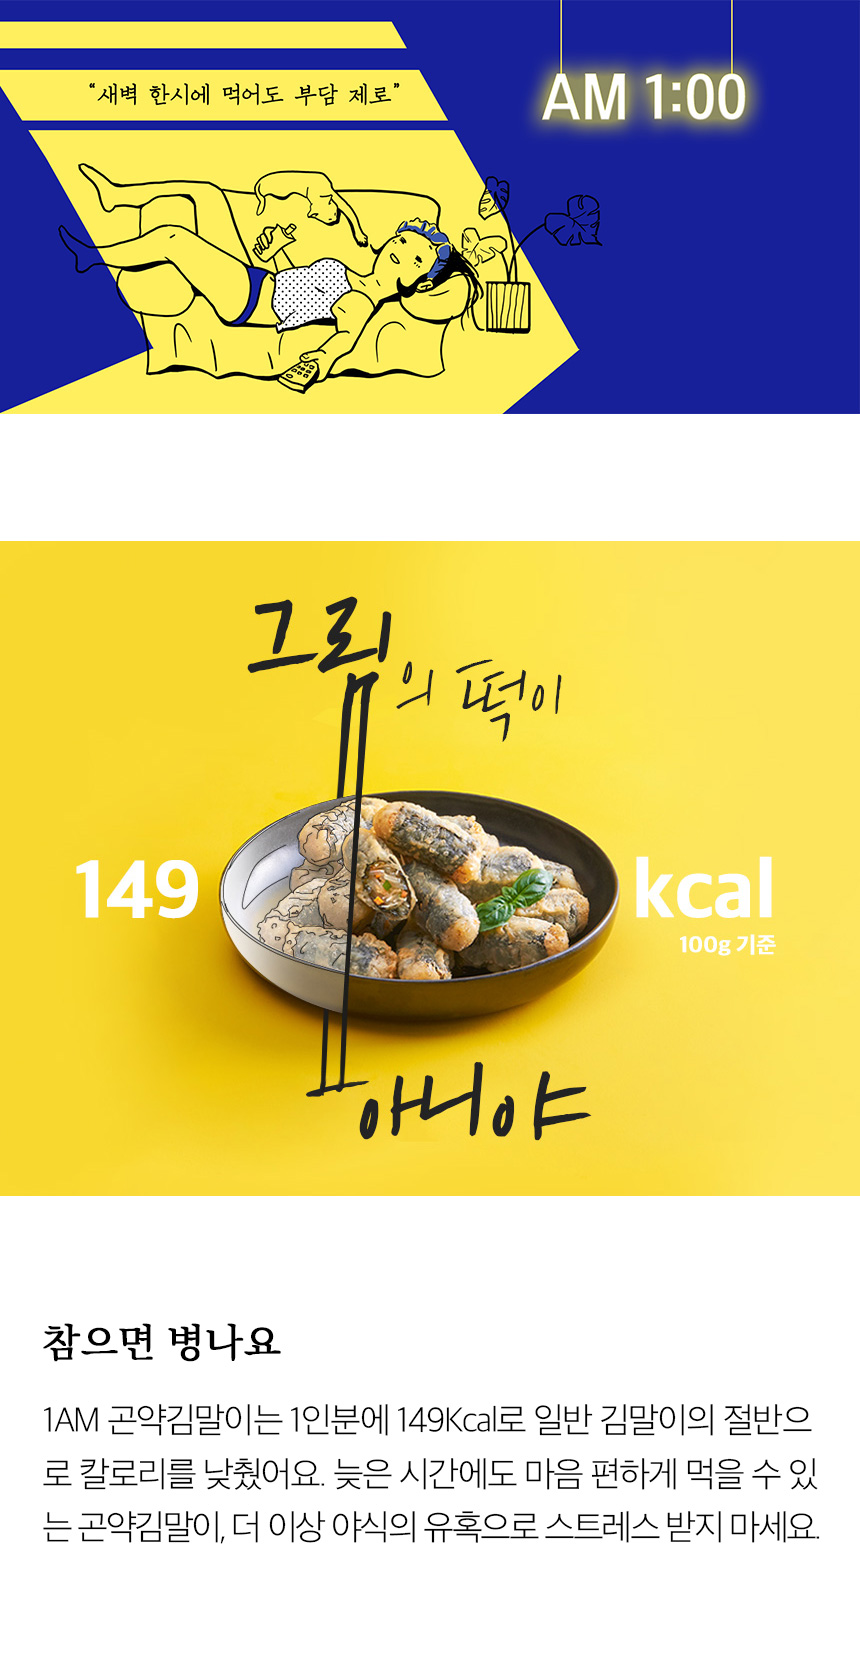 “새벽 한시에 먹어도 부담 제로”
AM 1:00
그림의 떡이
149
kcal
100g 기준
아니야
참으면 병나요
1AM 곤약김말이는 1인분에 149Kcal로 일반 김말이의 절반으
로 칼로리를 낮췄어요. 늦은 시간에도 마음 편하게 먹을 수 있
는 곤약김말이, 더 이상 야식의 유혹으로 스트레스 받지 마세요.